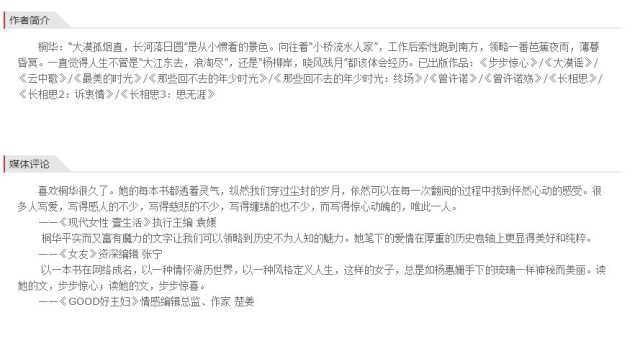 作者简介
桐华：“大漠孤烟直，长河落日圆”是从小惯看的景色。向往着“小桥流水人家”，工作后索性跑到南方，领略一番芭蕉夜雨，薄暮
昏冥。一直觉得人生不管是“大江东去，浪淘尽”，还是“杨柳岸，晓风残月”都该体会经历。已出版作品：《步步惊心》/《大漠谣》/
《云中歌》/《最美的时光》/《那些回不去的年少时光》/《那些回不去的年少时光：终场》/《曾许诺》/《曾许诺殇》/《长相思》/
《长相思2：诉衷情》/《长相思3：思无涯》
媒体评论
喜欢桐华很久了。她的每本书都透着灵气，纵然我们穿过尘封的岁月，依然可以在每一次翻阅的过程中找到怦然心动的感受。很
多人写爱，写得感人的不少，写得慈悲的不少，写得缠绵的也不少，而写得惊心动魄的，唯此一人。
——《现代女性 壹生活》执行主编 袁媛
桐华平实而又富有魔力的文字让我们可以领略到历史不为人知的魅力。她笔下的爱情在厚重的历史卷轴上更显得美好和纯粹。
——《女友》资深编辑 张宁
以一本书在网络成名，以一种情怀游历世界，以一种风格定义人生，这样的女子，总是如杨惠姗手下的琉璃一样神秘而美丽。读
她的文，步步惊心；读她的文，步步惊喜。
——《GOOD好主妇》情感编辑总监、作家 楚姜